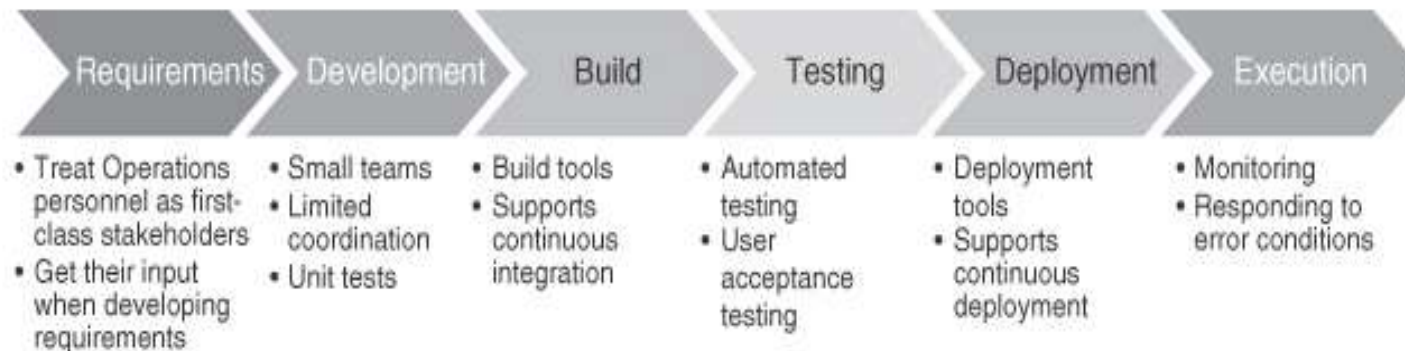 Requirements
Development
Build
Testing
Deployment
Execution
• Treat Operations
personnel as first-
class stakeholders
• Get their input
when developing
requirements
• Small teams
• Limited
coordination
• Unit tests
• Build tools
• Supports
continuous
integration
• Automated
testing
• User
acceptance
testing
• Deployment
tools
• Supports
continuous
deployment
• Monitoring
• Responding to
error conditions